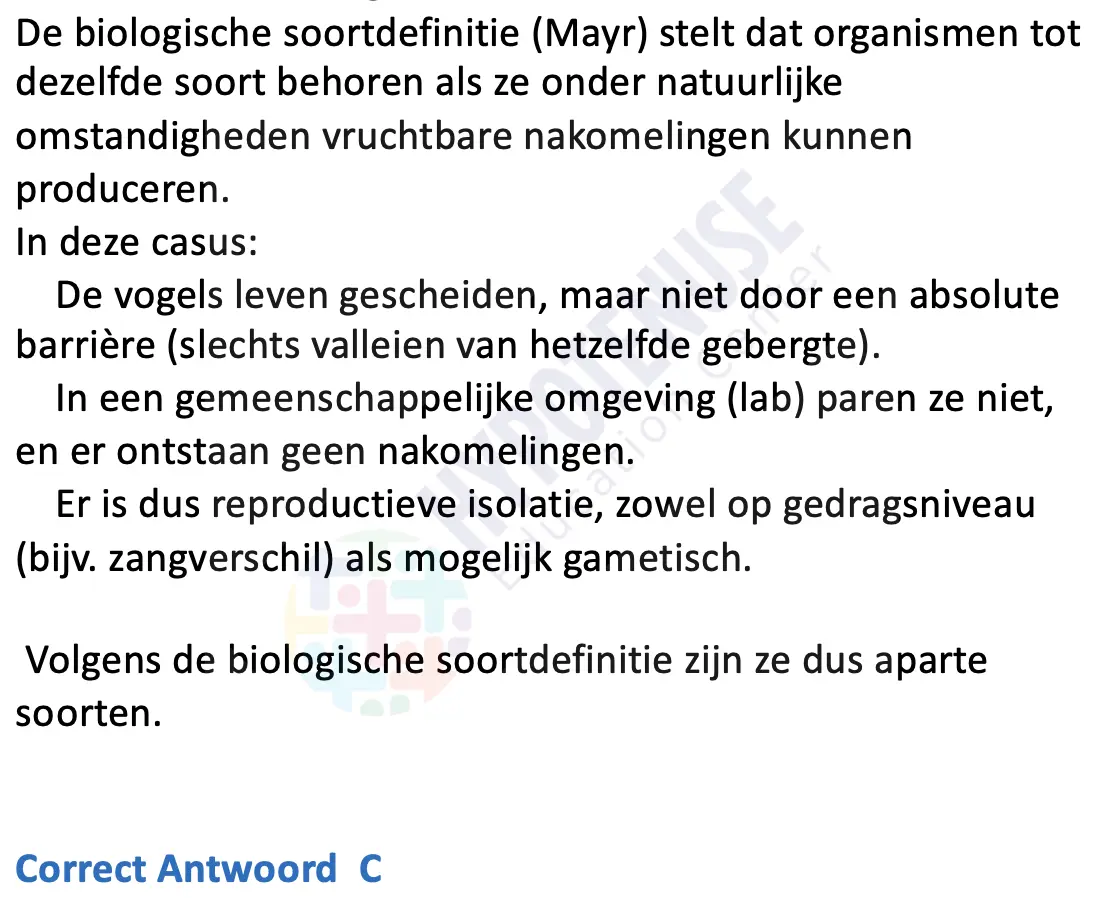 De biologische soortdefinitie (Mayr) stelt dat organismen tot
dezelfde soort behoren als ze onder natuurlijke
omstandigheden vruchtbare nakomelingen kunnen
produceren.
In deze casus:
De vogels leven gescheiden, maar niet door een absolute
barrière (slechts valleien van hetzelfde gebergte).
In een gemeenschappelijke omgeving (lab) paren ze niet,
en er ontstaan geen nakomelingen.
Er is dus reproductieve isolatie, zowel op gedragsniveau
(bijv. zangverschil) als mogelijk gametisch.
Volgens de biologische soortdefinitie zijn ze dus aparte
soorten.
Correct Antwoord C
HYPOTENUSE
Education Corner